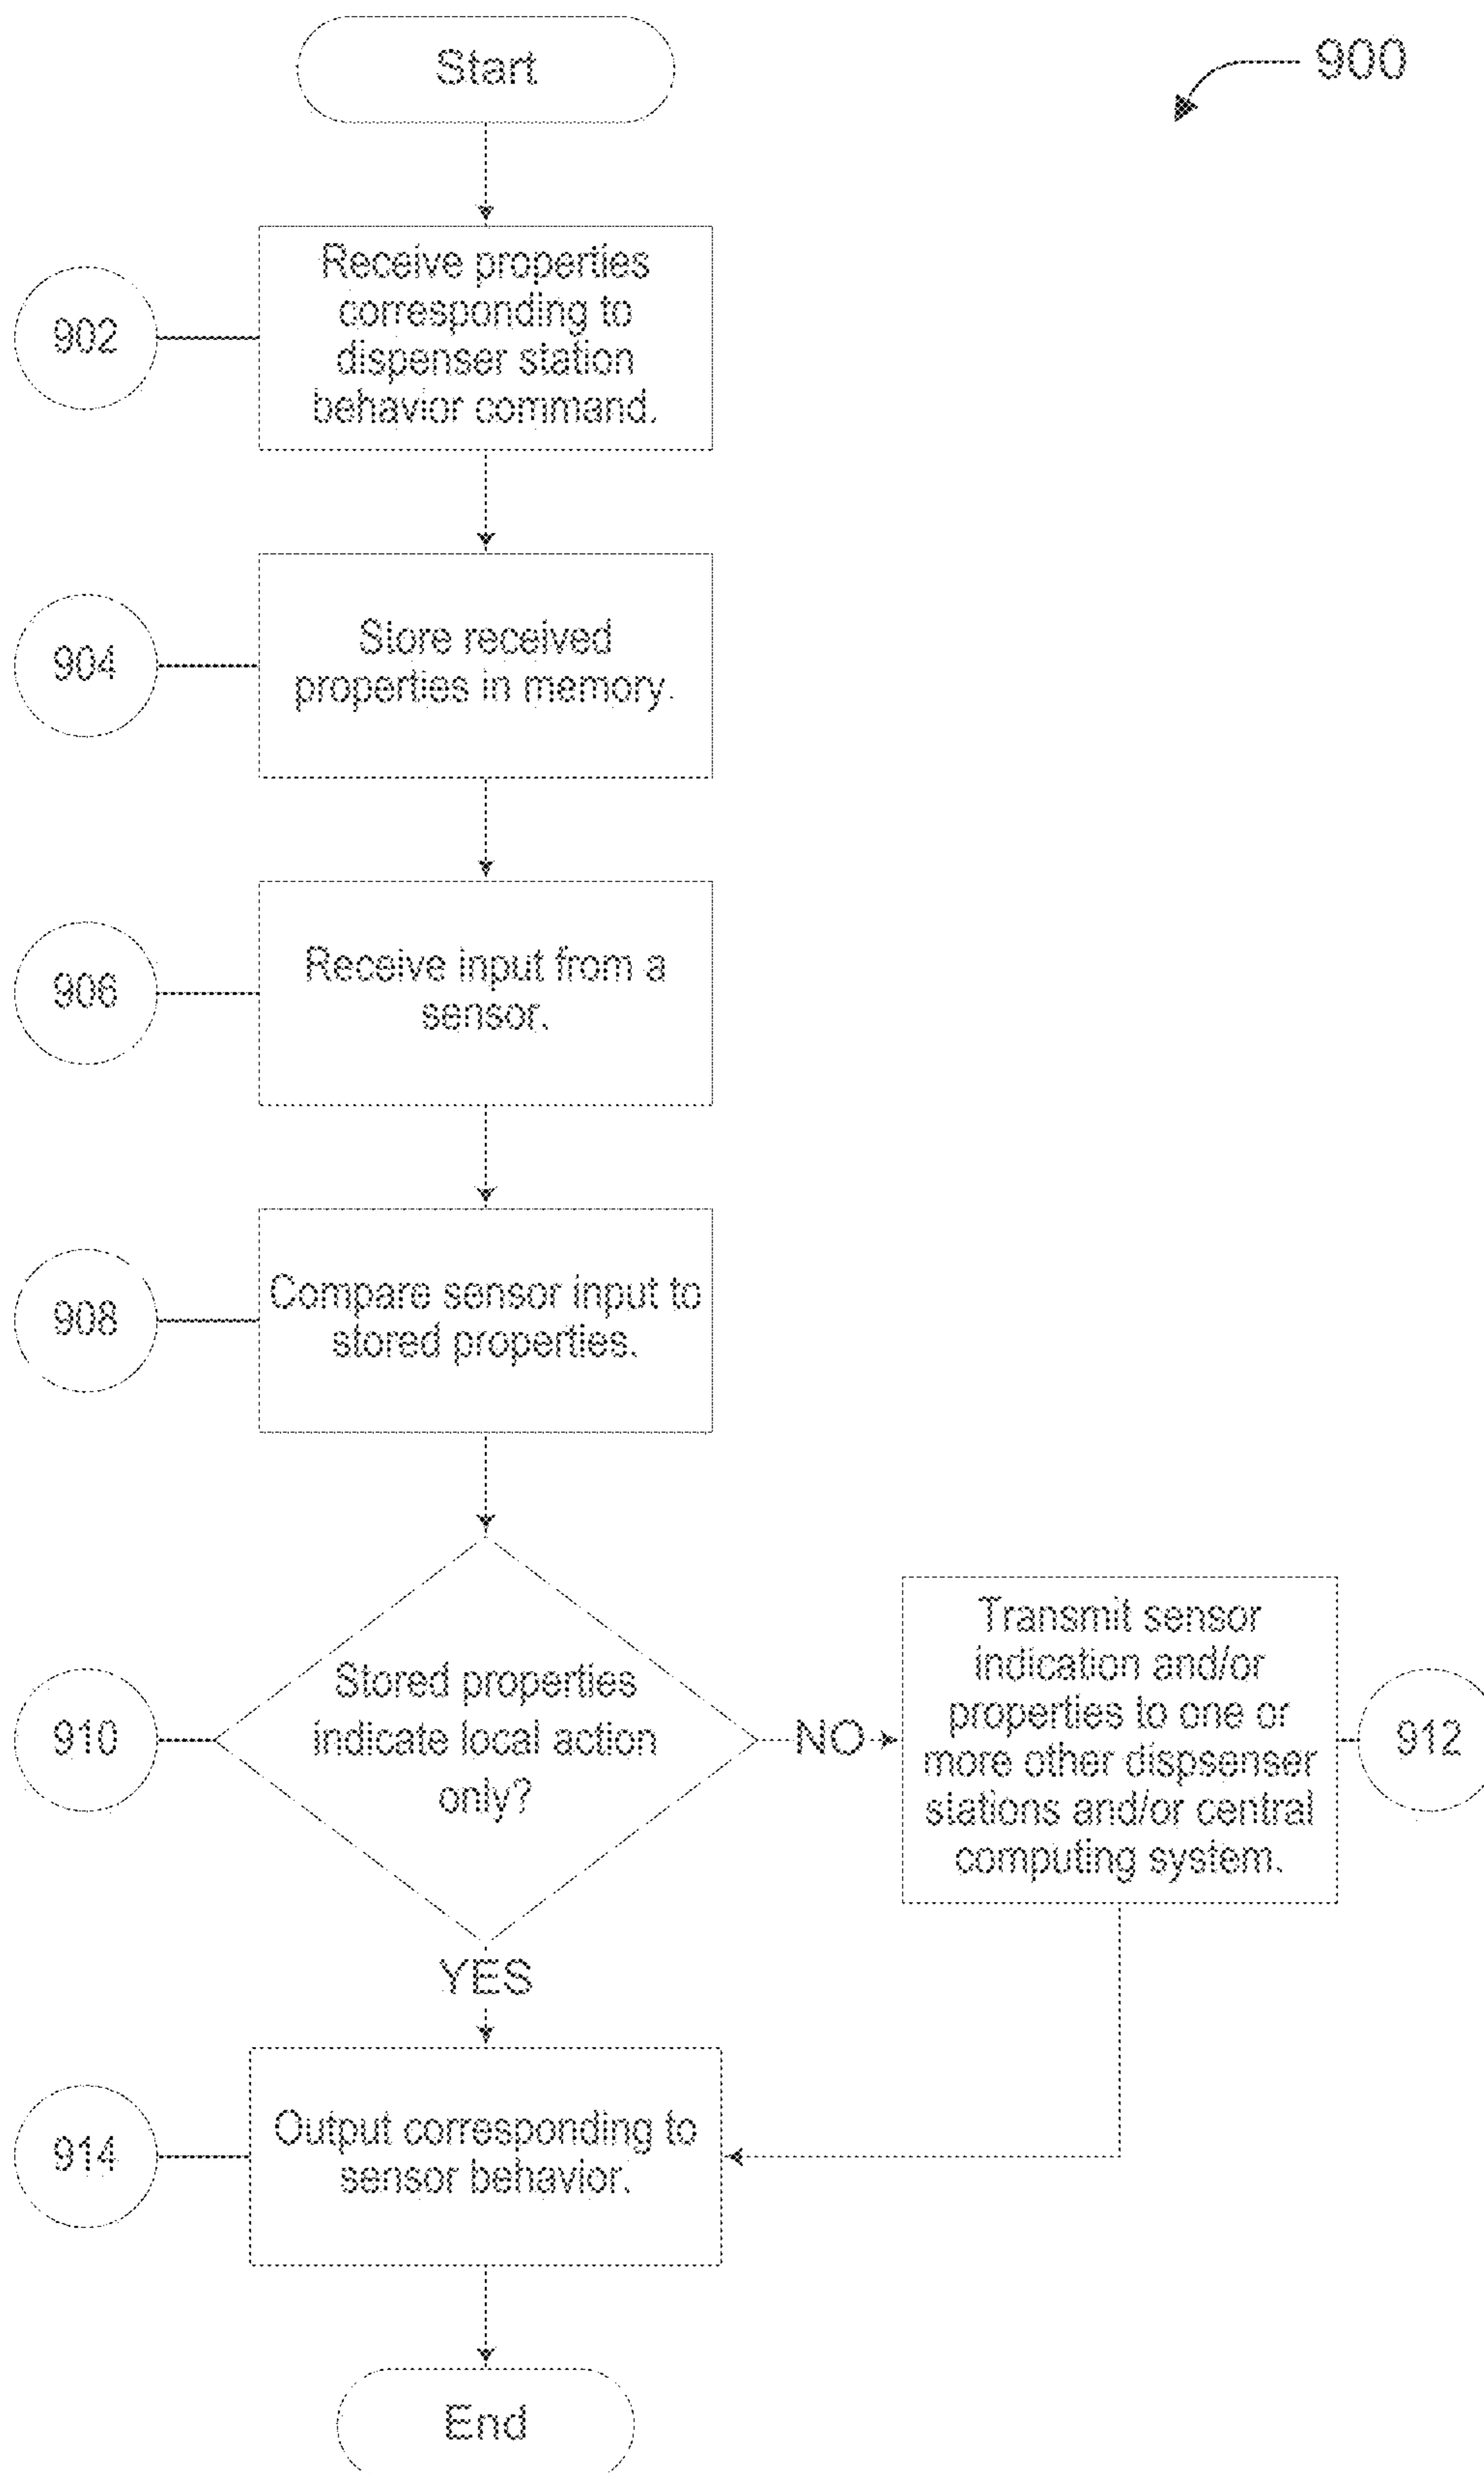 Start
900
Receive properties
corresponding to
dispenser station
behavior command.
902
Store received
properties in memory.
904
Receive input from a
sensor.
906
Compare sensor input to
stored properties.
908
Stored properties
indicate local action
only?
910
NO
Transmit sensor
indication and/or
properties to one or
more other dispsenser
stations and/or central
computing system.
912
YES
Output corresponding to
sensor behavior.
914
End